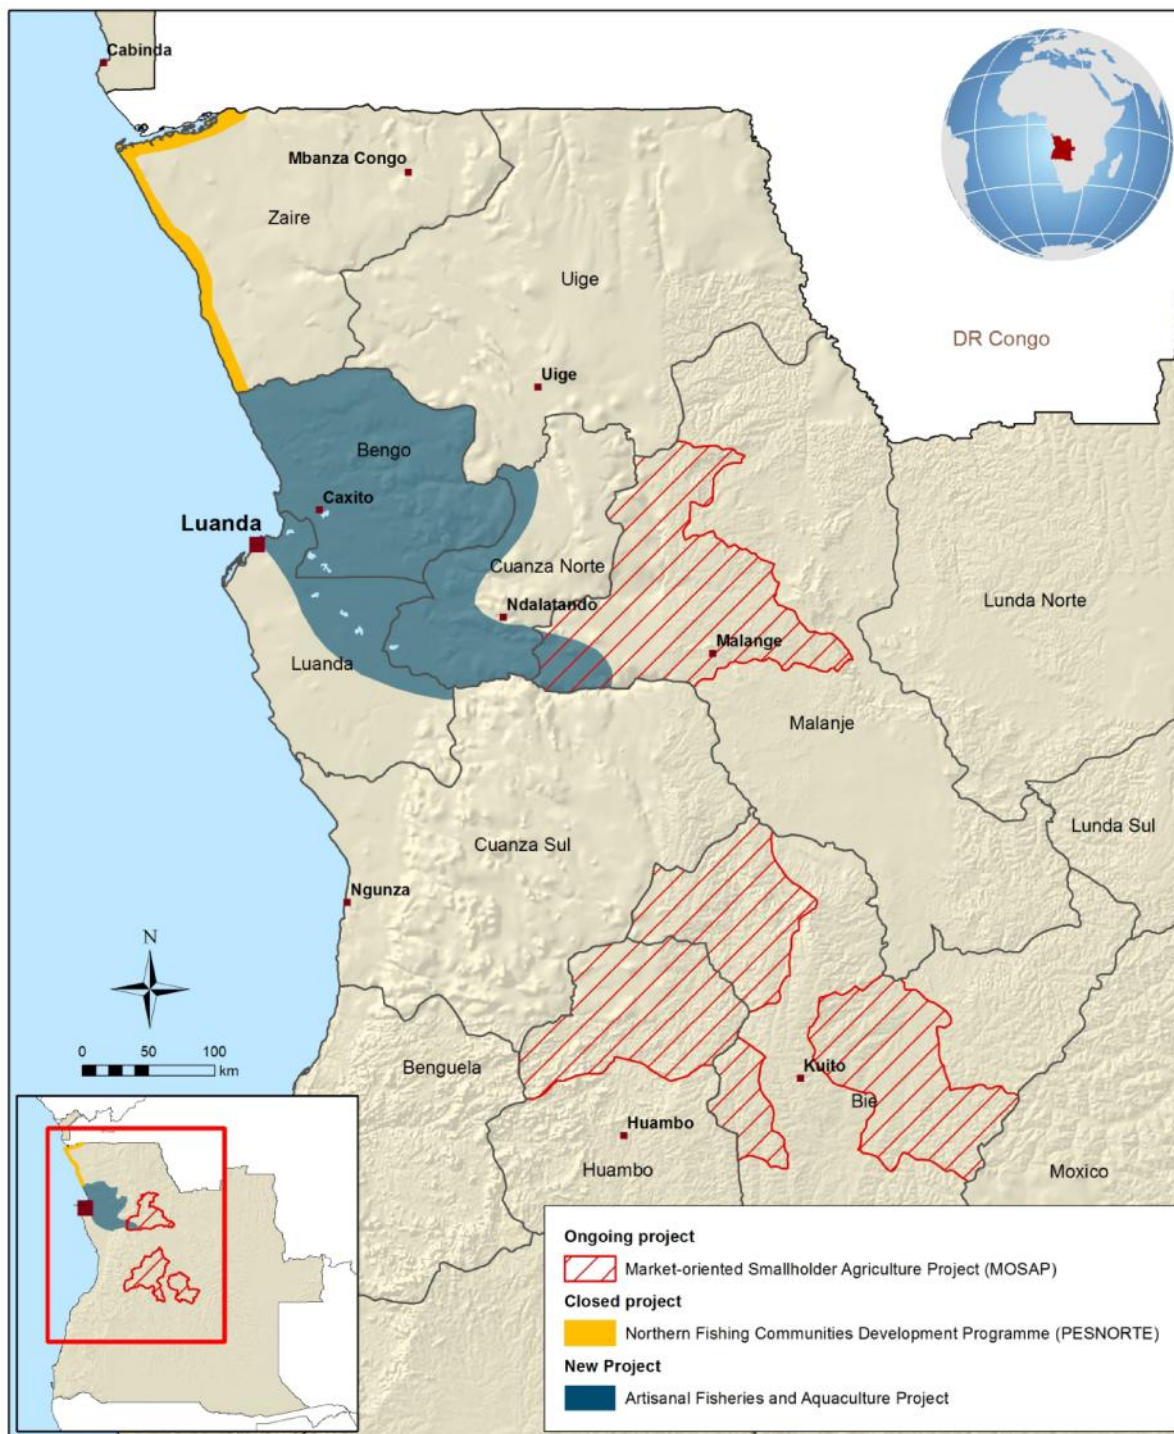 Cabinda
Mbanza Congo
Zaire
Uige
DR Congo
Uige
Bengo
Caxito
Luanda
Cuanza Norte
Lunda Norte
Ndalatando
Malange
Luanda
Malanje
Lunda Sul
Cuanza Sul
Ngunza
N
0 50 100
km
Benguela
Kuito
Bie
Huambo
Huambo
Moxico
Ongoing project
Market-oriented Smallholder Agriculture Project (MOSAP)
Closed project
Northern Fishing Communities Development Programme (PESNORTE)
New Project
Artisanal Fisheries and Aquaculture Project